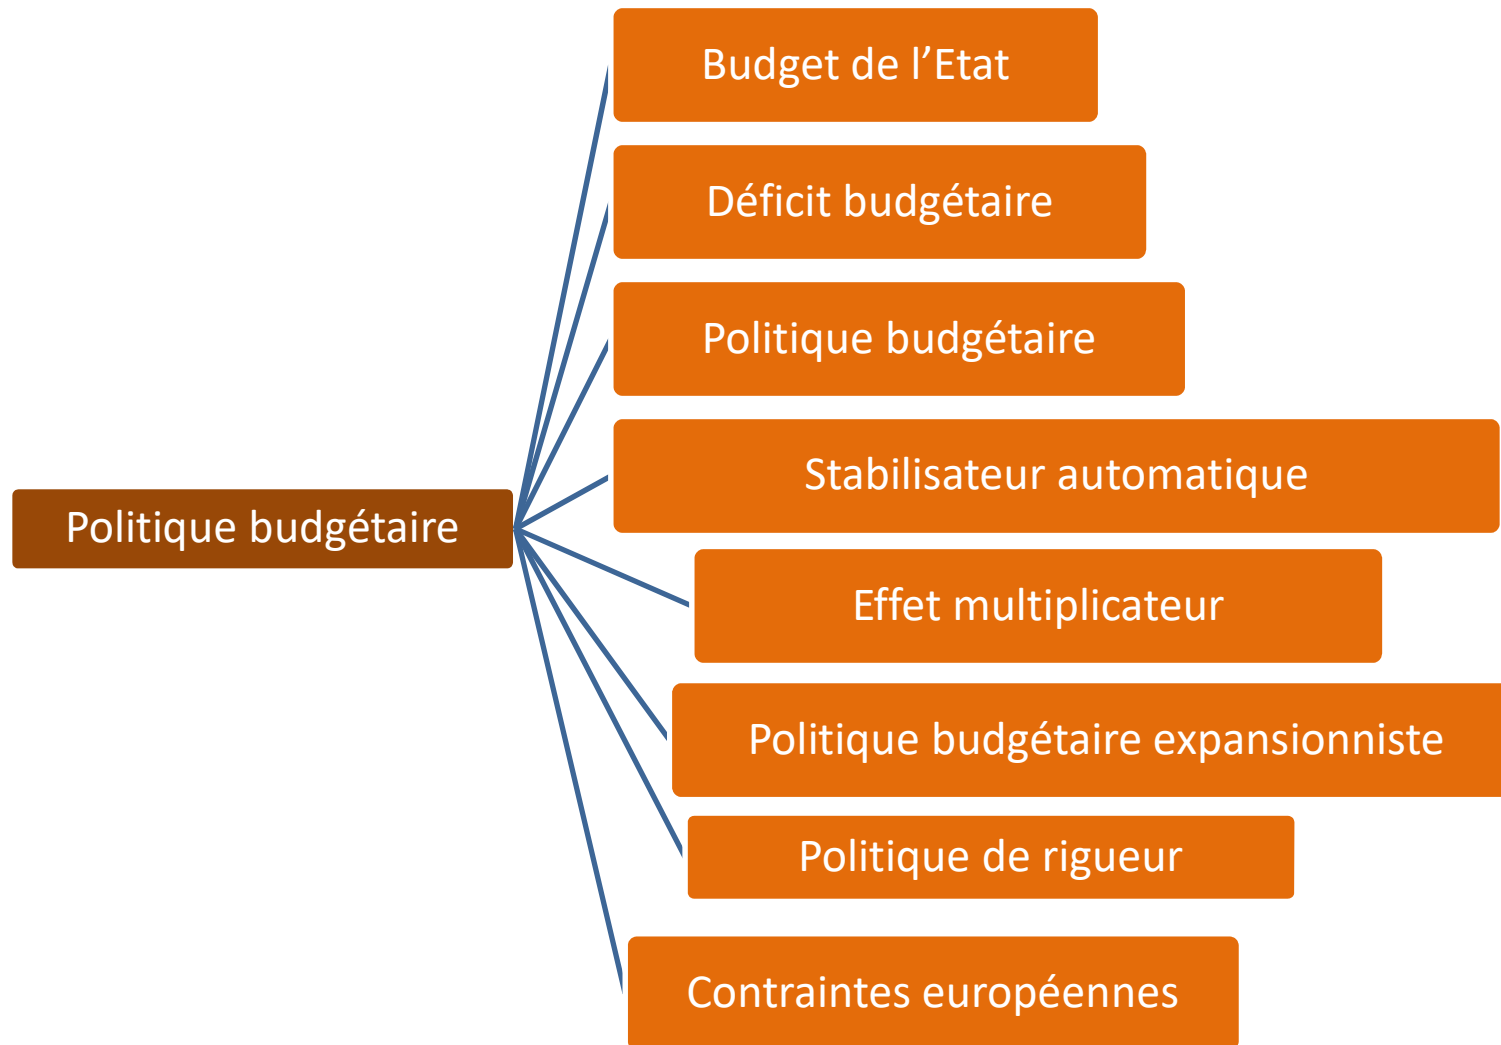 Budget de l’Etat
Déficit budgétaire
Politique budgétaire
Stabilisateur automatique
Politique budgétaire
Effet multiplicateur
Politique budgétaire expansionniste
Politique de rigueur
Contraintes européennes